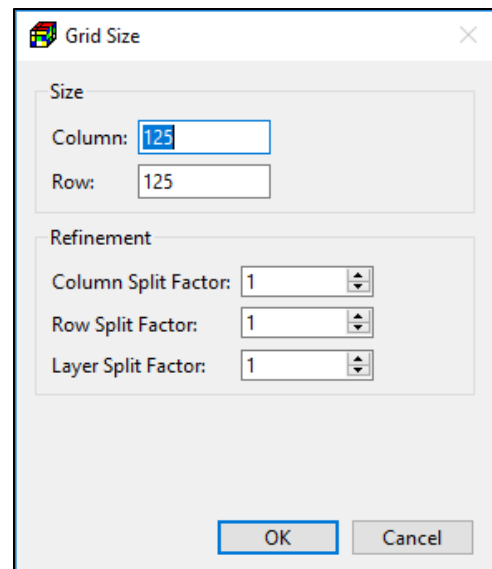 Grid Size
Size
Column: 125
Row: 125
Refinement
Column Split Factor: 1
Row Split Factor: 1
Layer Split Factor: 1
OK Cancel